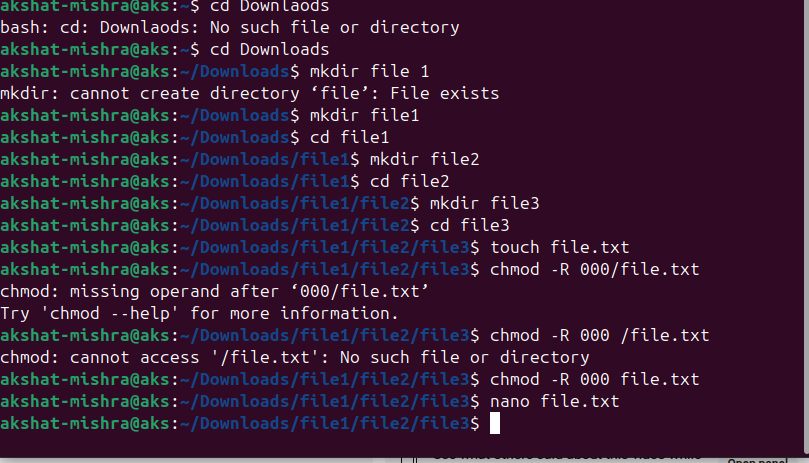 akshat-mishra@aks:~$ cd Downlaods
bash: cd: Downlaods: No such file or directory
akshat-mishra@aks:~$ cd Downloads
akshat-mishra@aks:~/Downloads$ mkdir file 1
mkdir: cannot create directory ‘file’: File exists
akshat-mishra@aks:~/Downloads$ mkdir file1
akshat-mishra@aks:~/Downloads$ cd file1
akshat-mishra@aks:~/Downloads/file1$ mkdir file2
akshat-mishra@aks:~/Downloads/file1$ cd file2
akshat-mishra@aks:~/Downloads/file1/file2$ mkdir file3
akshat-mishra@aks:~/Downloads/file1/file2$ cd file3
akshat-mishra@aks:~/Downloads/file1/file2/file3$ touch file.txt
akshat-mishra@aks:~/Downloads/file1/file2/file3$ chmod -R 000/file.txt
chmod: missing operand after ‘000/file.txt’
Try 'chmod --help' for more information.
akshat-mishra@aks:~/Downloads/file1/file2/file3$ chmod -R 000 /file.txt
chmod: cannot access '/file.txt': No such file or directory
akshat-mishra@aks:~/Downloads/file1/file2/file3$ chmod -R 000 file.txt
akshat-mishra@aks:~/Downloads/file1/file2/file3$ nano file.txt
akshat-mishra@aks:~/Downloads/file1/file2/file3$